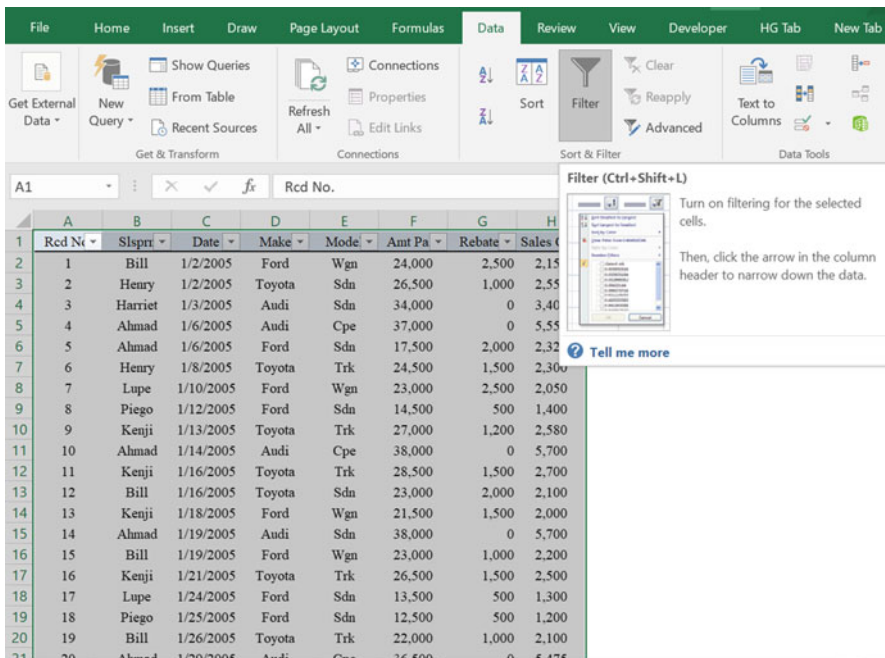 File Home Insert Draw Page Layout Formulas Data Review View Developer HG Tab New Tab
Get External Data
New Query
Show Queries
From Table
Recent Sources
Get & Transform
Refresh All
Connections
Properties
Edit Links
Connections
Sort
Filter
Clear
Reapply
Advanced
Sort & Filter
Text to Columns
Data Tools
A1 fx Rcd No.
Filter (Ctrl+Shift+L)
Turn on filtering for the selected cells.
Then, click the arrow in the column header to narrow down the data.
Tell me more
A B C D E F G H
1 Rcd No Slspr Date Make Mode Amt Pa Rebate Sales
2 1 Bill 1/2/2005 Ford Wgn 24,000 2,500 2,15
3 2 Henry 1/2/2005 Toyota Sdn 26,500 1,000 2,55
4 3 Harriet 1/3/2005 Audi Sdn 34,000 0 3,40
5 4 Ahmad 1/6/2005 Audi Cpe 37,000 0 5,55
6 5 Ahmad 1/6/2005 Ford Sdn 17,500 2,000 2,32
7 6 Henry 1/8/2005 Toyota Trk 24,500 1,500 2,300
8 7 Lupe 1/10/2005 Ford Wgn 23,000 2,500 2,050
9 8 Piego 1/12/2005 Ford Sdn 14,500 500 1,400
10 9 Kenji 1/13/2005 Toyota Trk 27,000 1,200 2,580
11 10 Ahmad 1/14/2005 Audi Cpe 38,000 0 5,700
12 11 Kenji 1/16/2005 Toyota Trk 28,500 1,500 2,700
13 12 Bill 1/16/2005 Toyota Sdn 23,000 2,000 2,100
14 13 Kenji 1/18/2005 Ford Wgn 21,500 1,500 2,000
15 14 Ahmad 1/19/2005 Audi Sdn 38,000 0 5,700
16 15 Bill 1/19/2005 Ford Wgn 23,000 1,000 2,200
17 16 Kenji 1/21/2005 Toyota Trk 26,500 1,500 2,500
18 17 Lupe 1/24/2005 Ford Sdn 13,500 500 1,300
19 18 Piego 1/25/2005 Ford Sdn 12,500 500 1,200
20 19 Bill 1/26/2005 Toyota Trk 22,000 1,000 2,100
21 20 Ahmad 1/29/2005 Audi Cpe 36,500 0 5,475